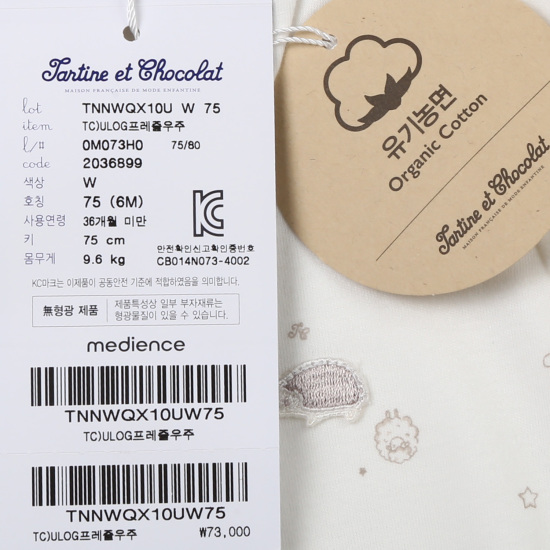 Tartine et Chocolat
MAISON FRANÇAISE DE MODE ENFANTINE
lot TNNWQX10U W 75
item TC)ULOG프레즐우주
l/# 0M073H0 75/80
code 2036899
색상 W
호칭 75 (6M)
사용연령 36개월 미만
키 75 cm
몸무게 9.6 kg
안전확인신고확인증번호
CB014N073-4002
KC마크는 이제품이 공통안전 기준에 적합하였음을 의미합니다.
無형광 제품
제품특성상 일부 부자재류는
형광물질이 있을 수 있습니다.
medience
TNNWQX10UW75
TC)ULOG프레즐우주
TNNWQX10UW75
TC)ULOG프레즐우주 ₩73,000
유기농면
Organic Cotton
Tartine et Chocolat
MAISON FRANÇAISE DE MODE ENFANTINE